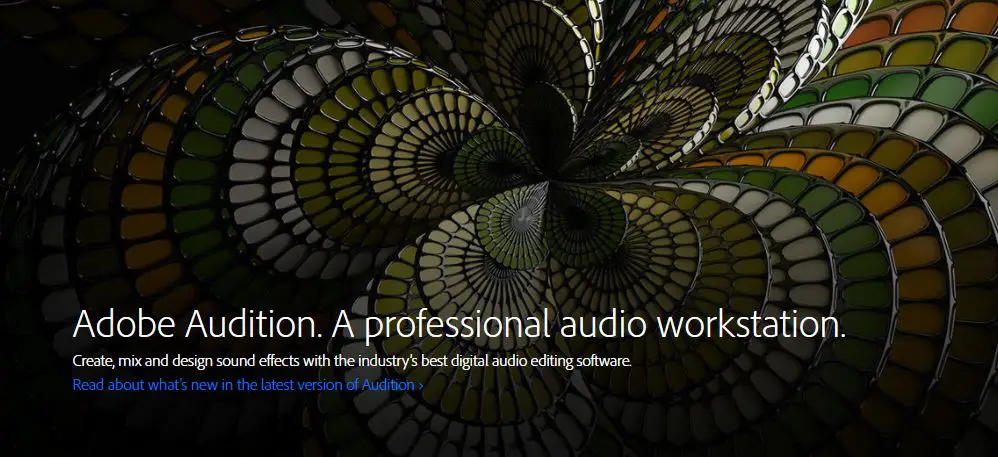 Adobe Audition. A professional audio workstation.
Create, mix and design sound effects with the industry's best digital audio editing software.
Read about what's new in the latest version of Audition ›